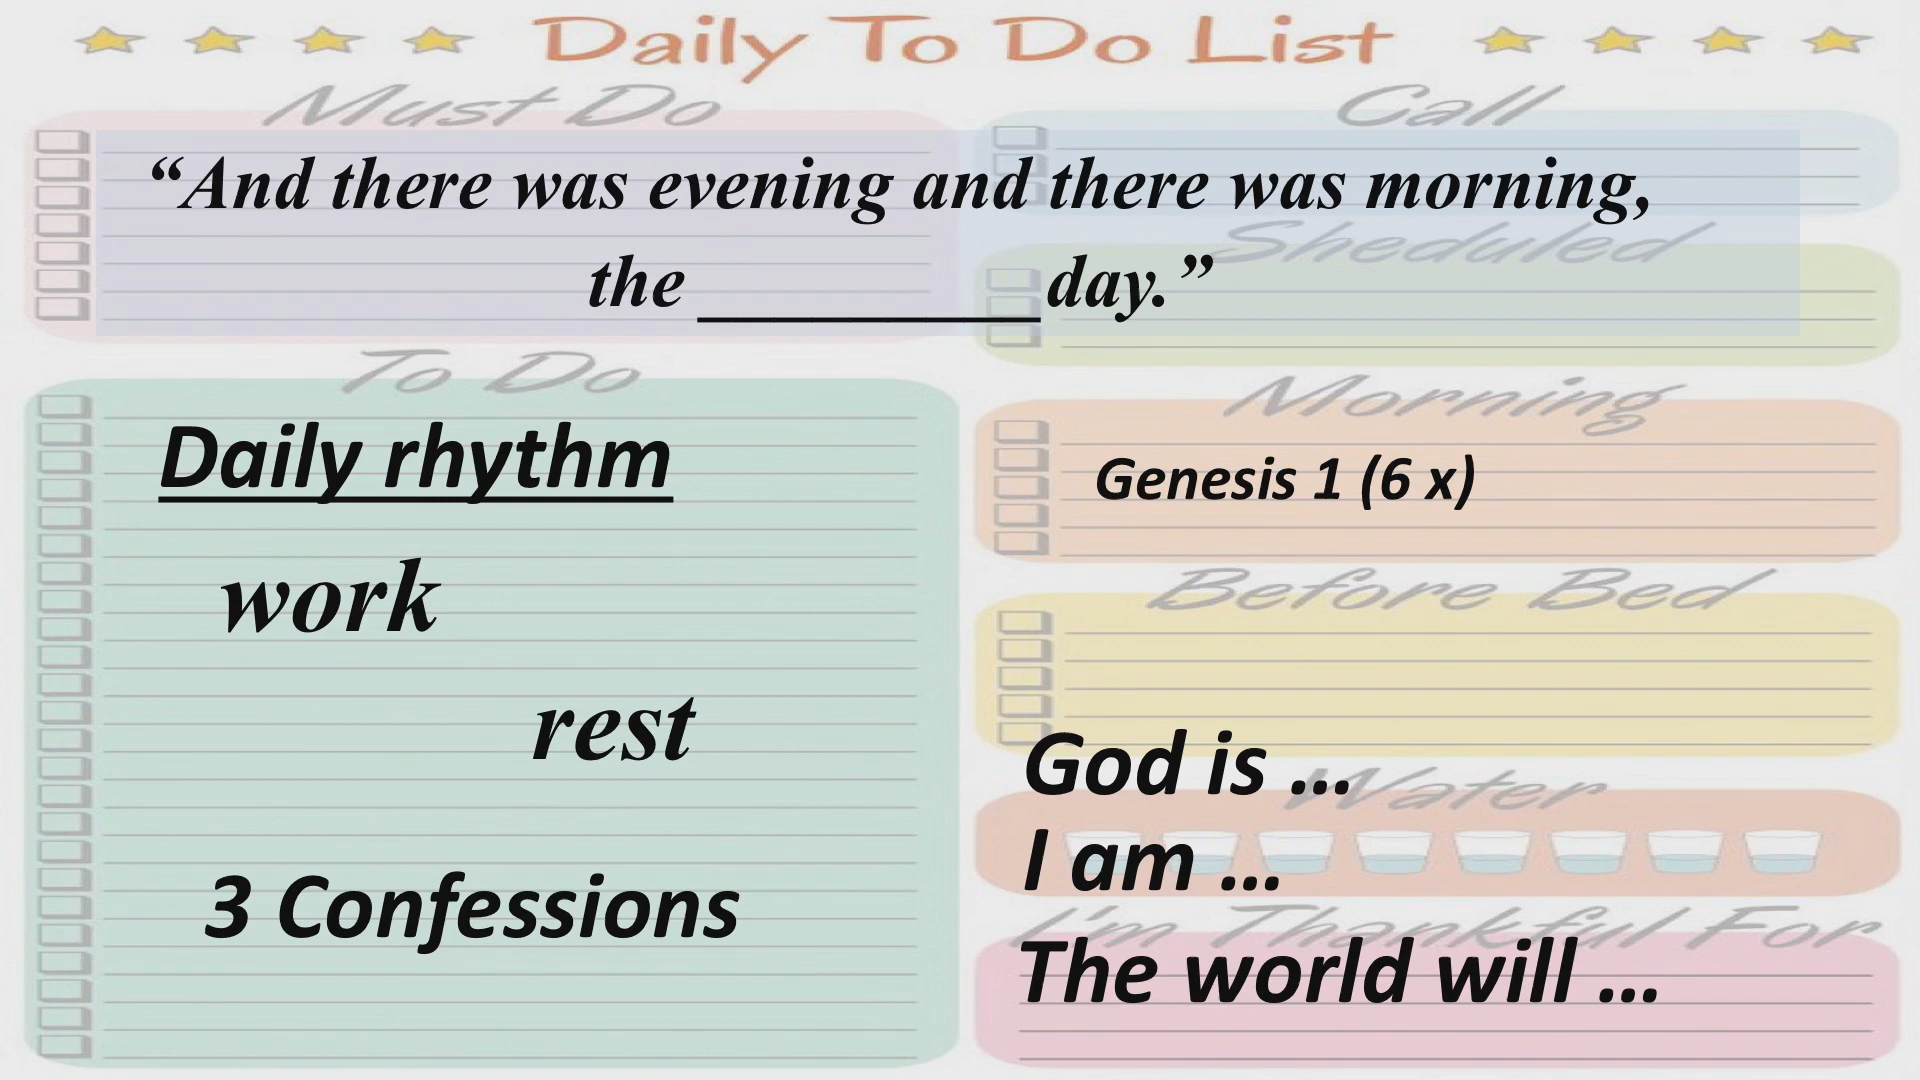 Daily To Do List
Must Do
Call
“And there was evening and there was morning,
the ________ day.”
Sheduled
To Do
Morning
Daily rhythm
Genesis 1 (6 x)
work
Before Bed
rest
God is ...
Water
I am ...
3 Confessions
I'm Thankful For
The world will ...